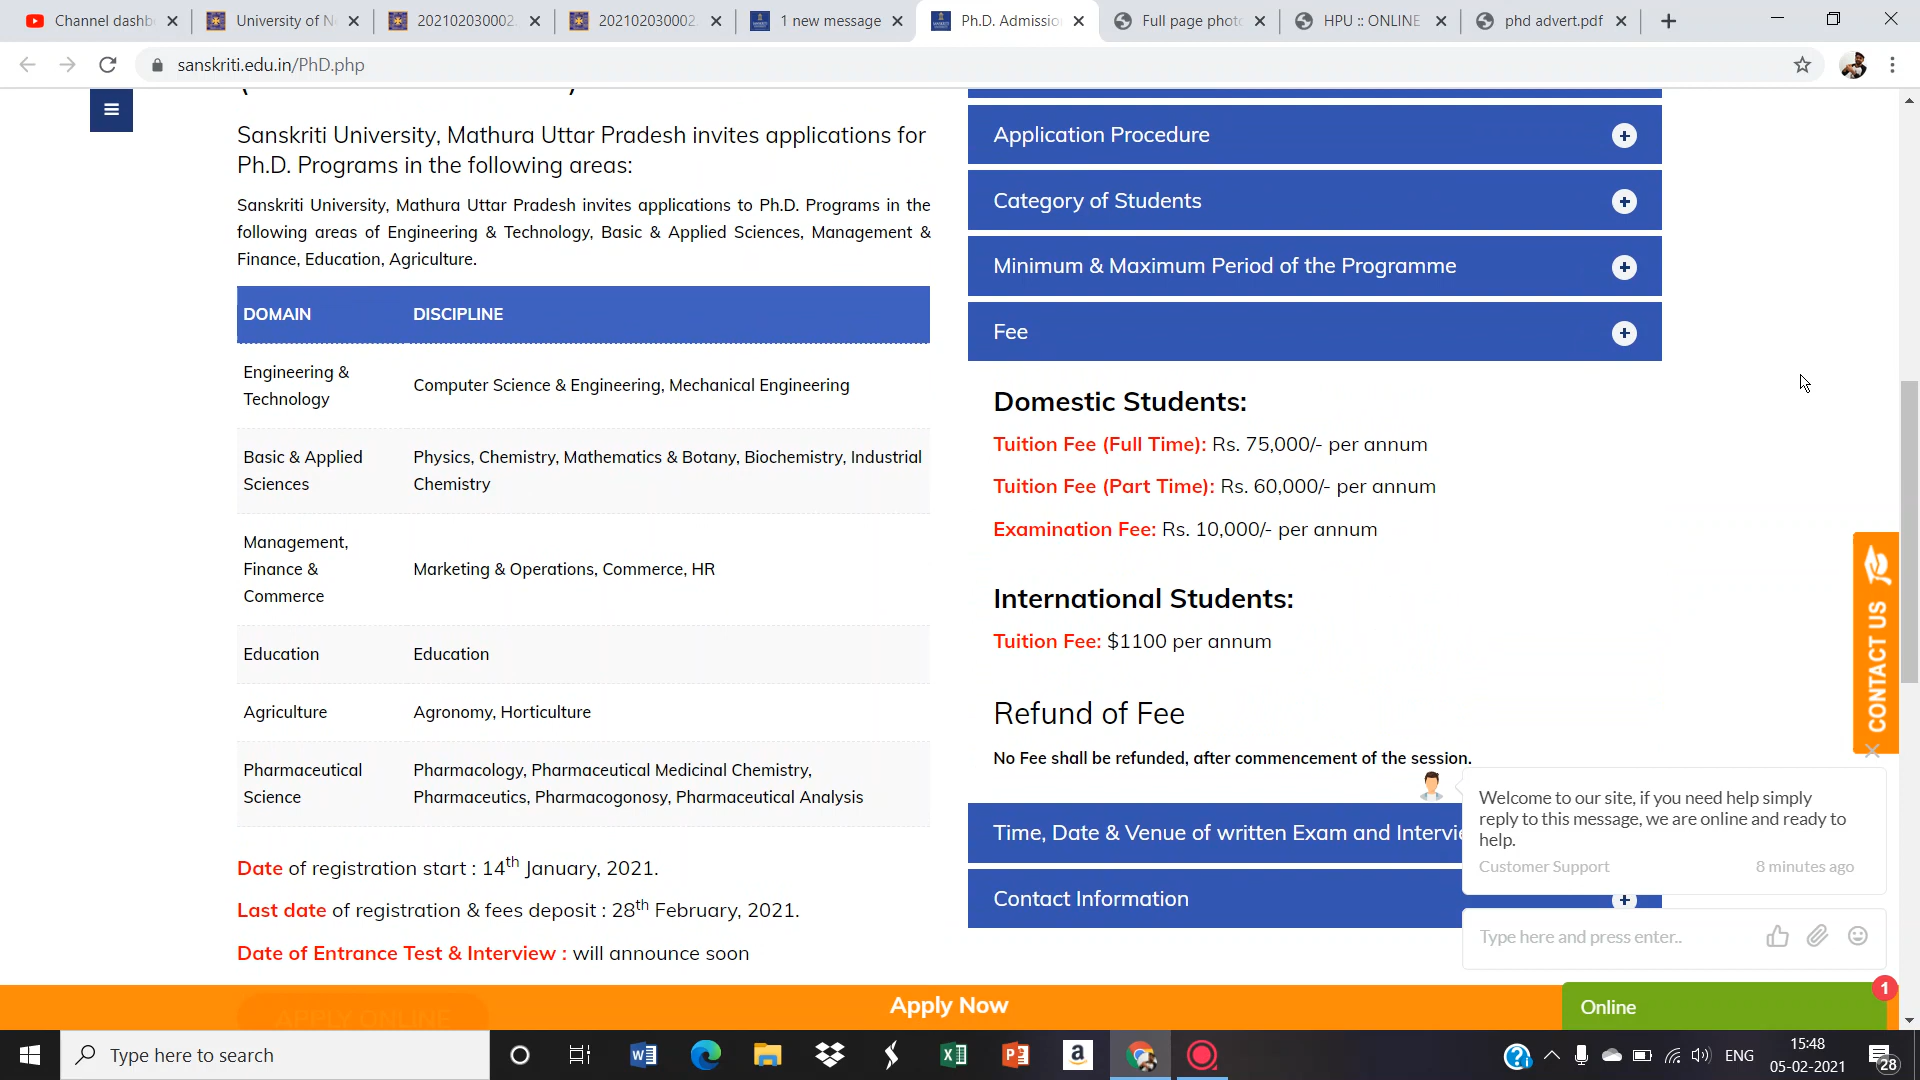 Channel dashb
University of N
202102030002
202102030002
1 new message
Ph.D. Admissio
Full page photo
HPU :: ONLINE
phd advert.pdf
sanskriti.edu.in/PhD.php
Sanskriti University, Mathura Uttar Pradesh invites applications for
Ph.D. Programs in the following areas:
Sanskriti University, Mathura Uttar Pradesh invites applications to Ph.D. Programs in the
following areas of Engineering & Technology, Basic & Applied Sciences, Management &
Finance, Education, Agriculture.
DOMAIN DISCIPLINE
Engineering &
Technology
Computer Science & Engineering, Mechanical Engineering
Basic & Applied
Sciences
Physics, Chemistry, Mathematics & Botany, Biochemistry, Industrial
Chemistry
Management,
Finance &
Commerce
Marketing & Operations, Commerce, HR
Education Education
Agriculture Agronomy, Horticulture
Pharmaceutical
Science
Pharmacology, Pharmaceutical Medicinal Chemistry,
Pharmaceutics, Pharmacogonosy, Pharmaceutical Analysis
Date of registration start : 14th January, 2021.
Last date of registration & fees deposit : 28th February, 2021.
Date of Entrance Test & Interview : will announce soon
APPLY ONLINE
Application Procedure
Category of Students
Minimum & Maximum Period of the Programme
Fee
Domestic Students:
Tuition Fee (Full Time): Rs. 75,000/- per annum
Tuition Fee (Part Time): Rs. 60,000/- per annum
Examination Fee: Rs. 10,000/- per annum
International Students:
Tuition Fee: $1100 per annum
Refund of Fee
No Fee shall be refunded, after commencement of the session.
Time, Date & Venue of written Exam and Intervie
Contact Information
CONTACT US
Welcome to our site, if you need help simply
reply to this message, we are online and ready to
help.
Customer Support 8 minutes ago
Type here and press enter..
Apply Now
Online
1
Type here to search
ENG
15:48
05-02-2021
28